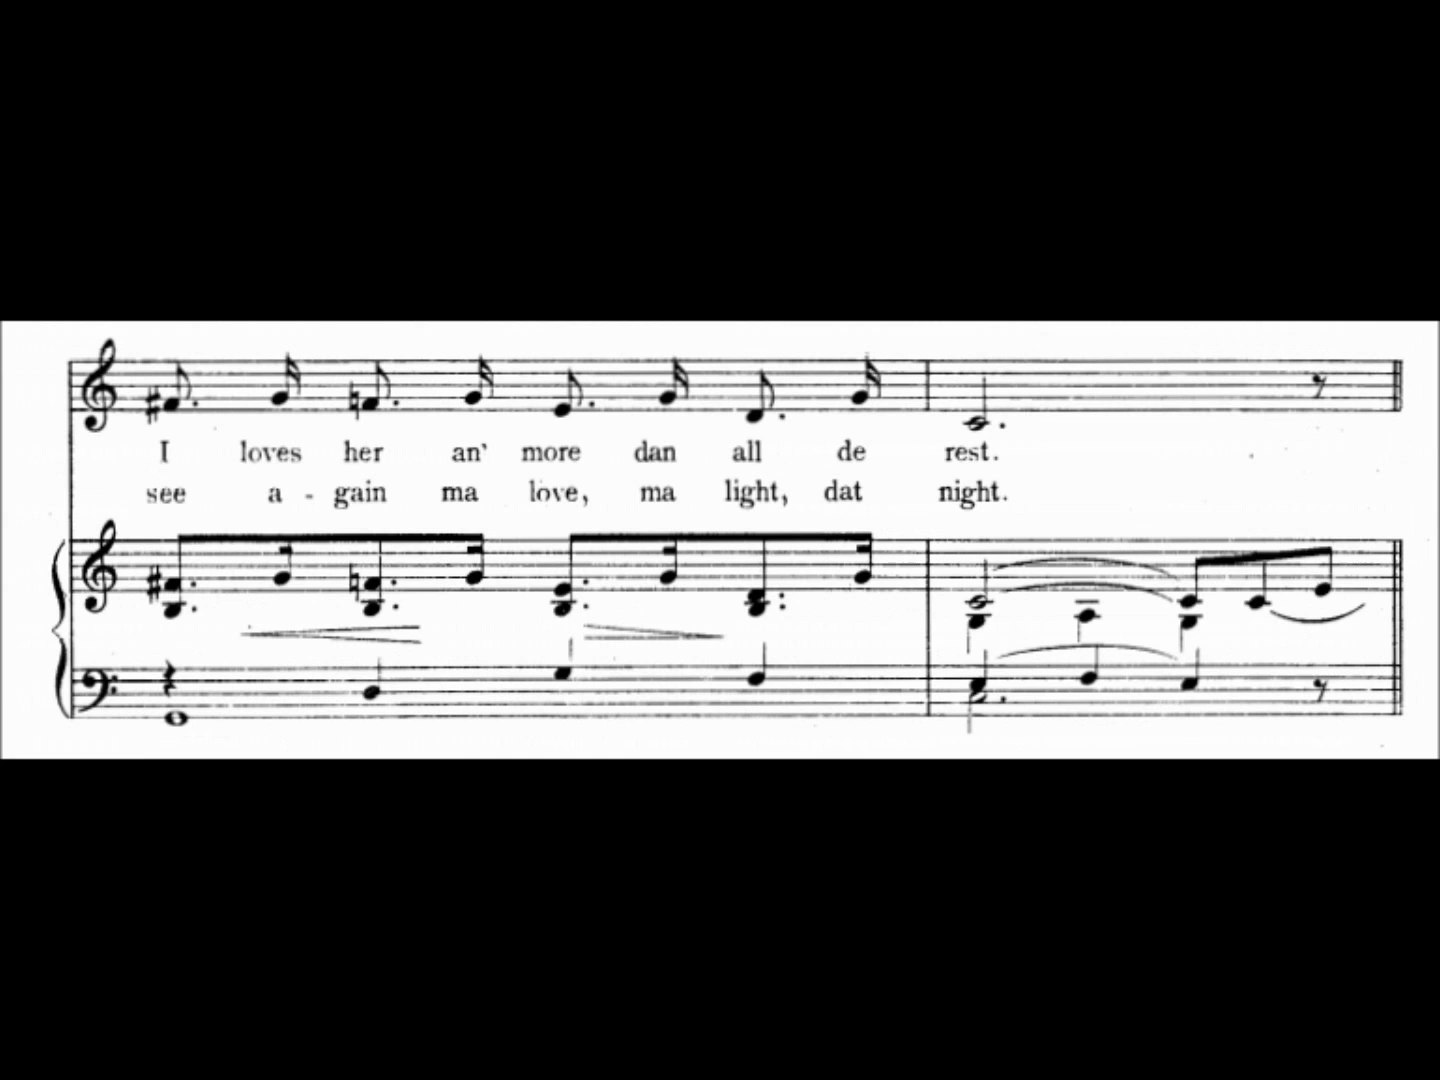 I loves her an' more dan all de rest.
see a - gain ma love, ma light, dat night.